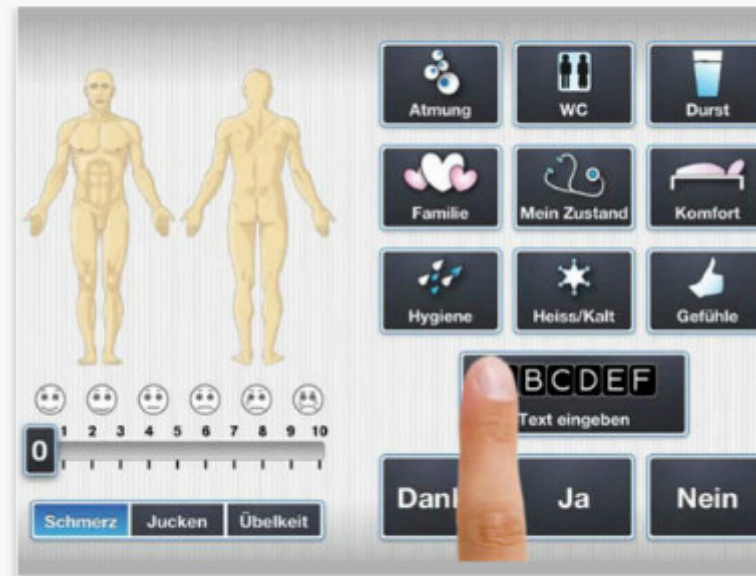 Atmung
WC
Durst
Familie
Mein Zustand
Komfort
Hygiene
Heiss/Kalt
Gefühle
BCDEF
Text eingeben
1 2 3 4 5 6 7 8 9 10
0
Schmerz
Jucken
Übelkeit
Ja
Nein